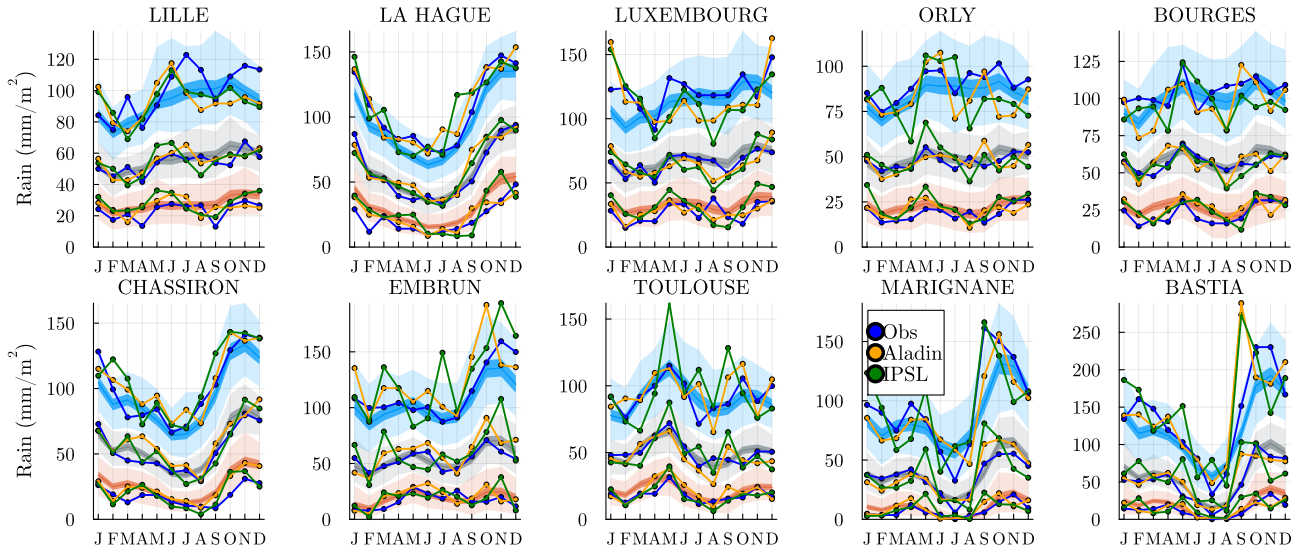 LILLE
LA HAGUE
LUXEMBOURG
ORLY
BOURGES
Rain (mm/m²)
120
100
80
60
40
20
0
150
100
50
0
150
100
50
0
100
75
50
25
0
125
100
75
50
25
0
J F M A M J J A S O N D
J F M A M J J A S O N D
J F M A M J J A S O N D
J F M A M J J A S O N D
J F M A M J J A S O N D
CHASSIRON
EMBRUN
TOULOUSE
MARIGNANE
BASTIA
Rain (mm/m²)
150
100
50
0
150
100
50
0
150
100
50
0
150
100
50
0
250
200
150
100
50
0
Obs
Aladin
IPSL
J F M A M J J A S O N D
J F M A M J J A S O N D
J F M A M J J A S O N D
J F M A M J J A S O N D
J F M A M J J A S O N D